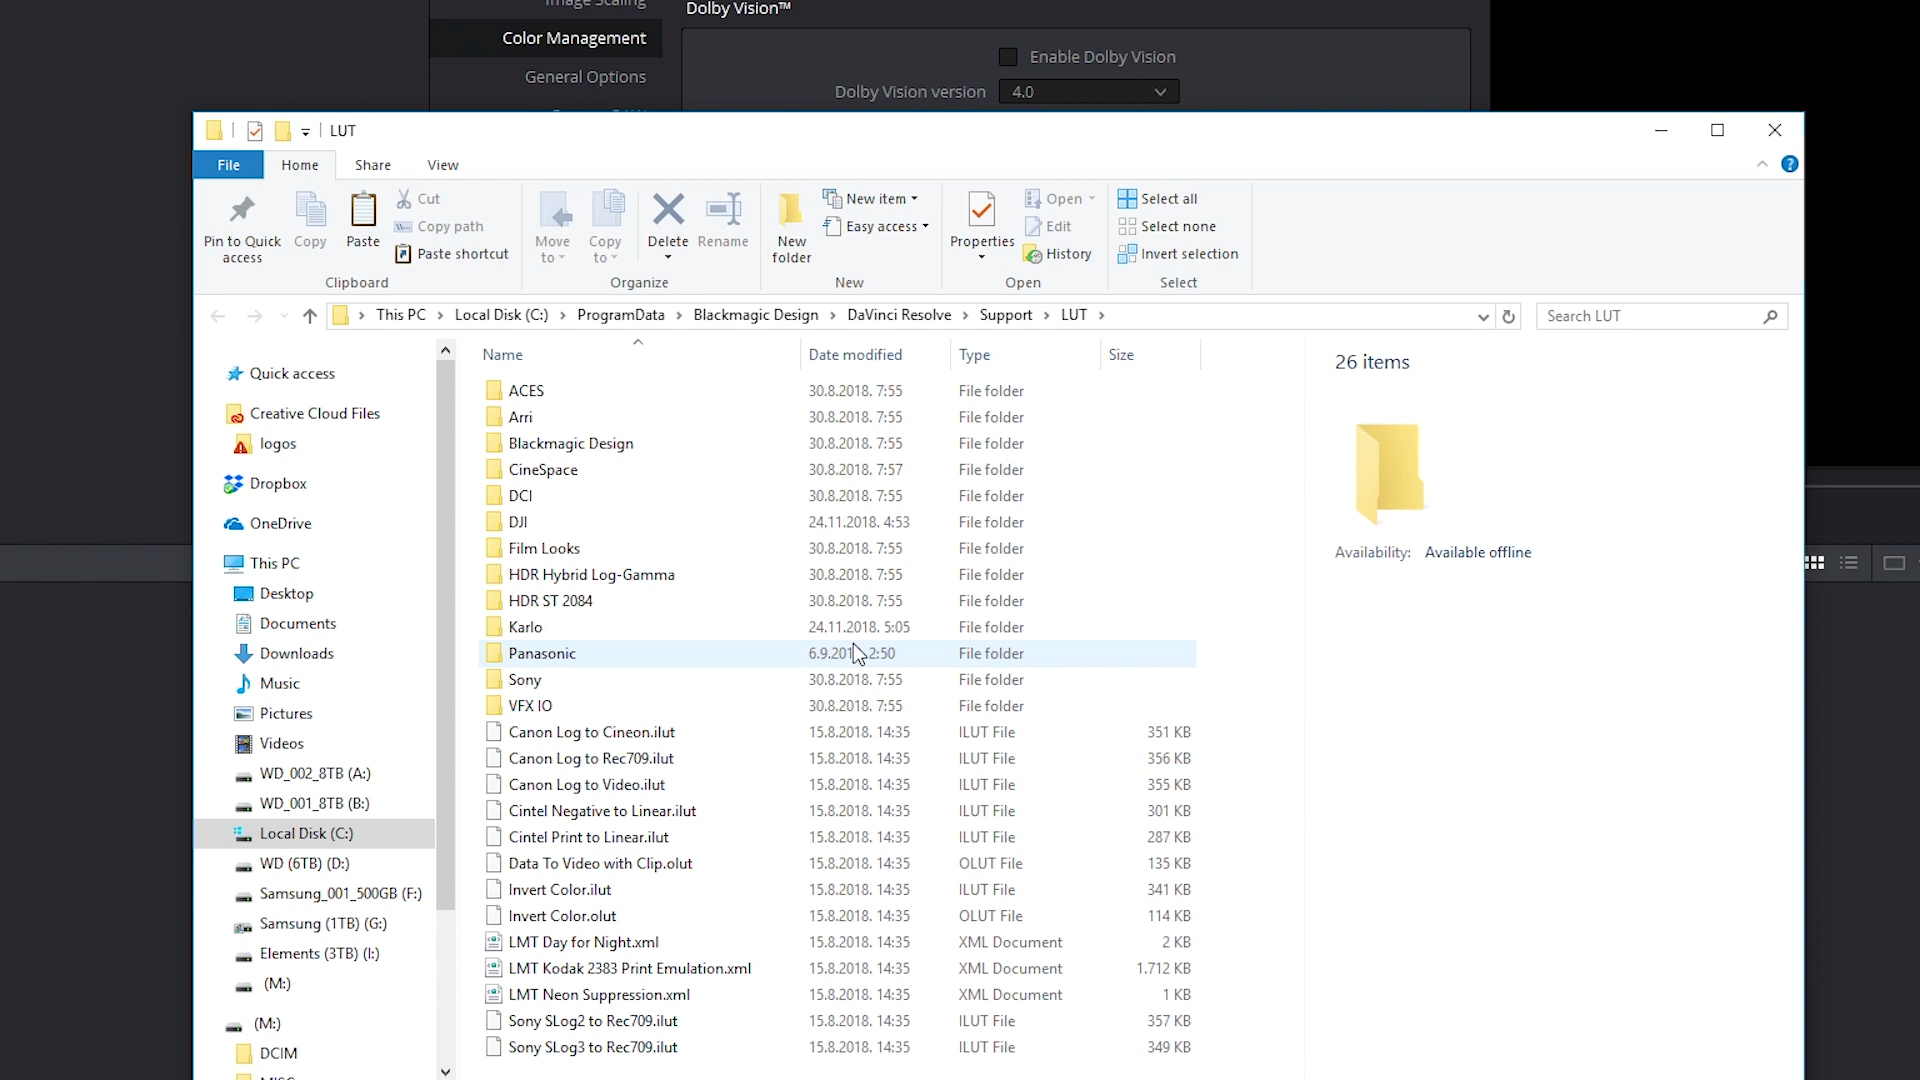 Image Scaling
Dolby Vision™
Color Management
Enable Dolby Vision
General Options
Dolby Vision version 4.0
LUT
File Home Share View
Pin to Quick access
Copy
Paste
Cut
Copy path
Paste shortcut
Clipboard
Move to
Copy to
Delete
Rename
Organize
New folder
New item
Easy access
New
Properties
Open
Edit
History
Open
Select all
Select none
Invert selection
Select
This PC > Local Disk (C:) > ProgramData > Blackmagic Design > DaVinci Resolve > Support > LUT >
Search LUT
Quick access
Creative Cloud Files
logos
Dropbox
OneDrive
This PC
Desktop
Documents
Downloads
Music
Pictures
Videos
WD_002_8TB (A:)
WD_001_8TB (B:)
Local Disk (C:)
WD (6TB) (D:)
Samsung_001_500GB (F:)
Samsung (1TB) (G:)
Elements (3TB) (I:)
(M:)
(M:)
DCIM
Name Date modified Type Size
ACES 30.8.2018. 7:55 File folder
Arri 30.8.2018. 7:55 File folder
Blackmagic Design 30.8.2018. 7:55 File folder
CineSpace 30.8.2018. 7:57 File folder
DCI 30.8.2018. 7:55 File folder
DJI 24.11.2018. 4:53 File folder
Film Looks 30.8.2018. 7:55 File folder
HDR Hybrid Log-Gamma 30.8.2018. 7:55 File folder
HDR ST 2084 30.8.2018. 7:55 File folder
Karlo 24.11.2018. 5:05 File folder
Panasonic 2:50 File folder
Sony 30.8.2018. 7:55 File folder
VFX IO 30.8.2018. 7:55 File folder
Canon Log to Cineon.ilut 15.8.2018. 14:35 ILUT File 351 KB
Canon Log to Rec709.ilut 15.8.2018. 14:35 ILUT File 356 KB
Canon Log to Video.ilut 15.8.2018. 14:35 ILUT File 355 KB
Cintel Negative to Linear.ilut 15.8.2018. 14:35 ILUT File 301 KB
Cintel Print to Linear.ilut 15.8.2018. 14:35 ILUT File 287 KB
Data To Video with Clip.olut 15.8.2018. 14:35 OLUT File 135 KB
Invert Color.ilut 15.8.2018. 14:35 ILUT File 341 KB
Invert Color.olut 15.8.2018. 14:35 OLUT File 114 KB
LMT Day for Night.xml 15.8.2018. 14:35 XML Document 2 KB
LMT Kodak 2383 Print Emulation.xml 15.8.2018. 14:35 XML Document 1.712 KB
LMT Neon Suppression.xml 15.8.2018. 14:35 XML Document 1 KB
Sony SLog2 to Rec709.ilut 15.8.2018. 14:35 ILUT File 357 KB
Sony SLog3 to Rec709.ilut 15.8.2018. 14:35 ILUT File 349 KB
26 items
Availability: Available offline